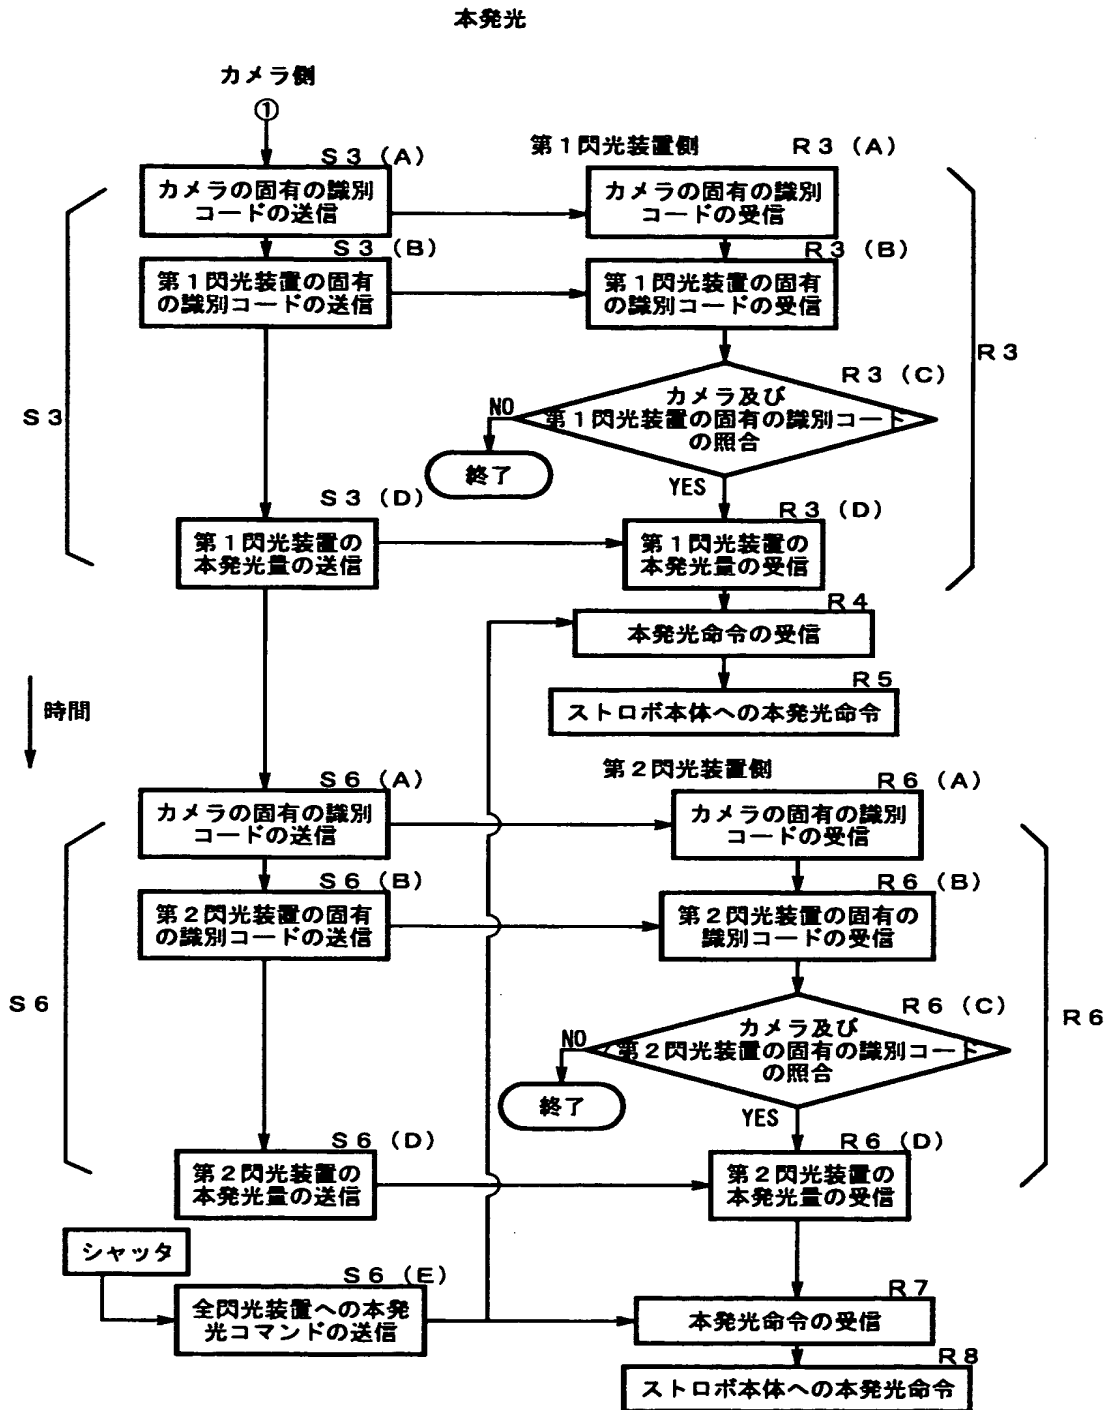 本発光
カメラ側
①
S3 (A)
第1閃光装置側
R3 (A)
カメラの固有の識別
コードの送信
カメラの固有の識別
コードの受信
S3 (B)
R3 (B)
第1閃光装置の固有
の識別コードの送信
第1閃光装置の固有
の識別コードの受信
S3
R3
R3 (C)
カメラ及び
第1閃光装置の固有の識別コード
の照合
NO
終了
YES
S3 (D)
R3 (D)
第1閃光装置の
本発光量の送信
第1閃光装置の
本発光量の受信
R4
本発光命令の受信
R5
ストロボ本体への本発光命令
時間
第2閃光装置側
S6 (A)
R6 (A)
カメラの固有の識別
コードの送信
カメラの固有の識別
コードの受信
S6 (B)
R6 (B)
第2閃光装置の固有
の識別コードの送信
第2閃光装置の固有の
識別コードの受信
S6
R6
R6 (C)
カメラ及び
第2閃光装置の固有の識別コード
の照合
NO
終了
YES
S6 (D)
R6 (D)
第2閃光装置の
本発光量の送信
第2閃光装置の
本発光量の受信
シャッタ
S6 (E)
全閃光装置への本発
光コマンドの送信
R7
本発光命令の受信
R8
ストロボ本体への本発光命令